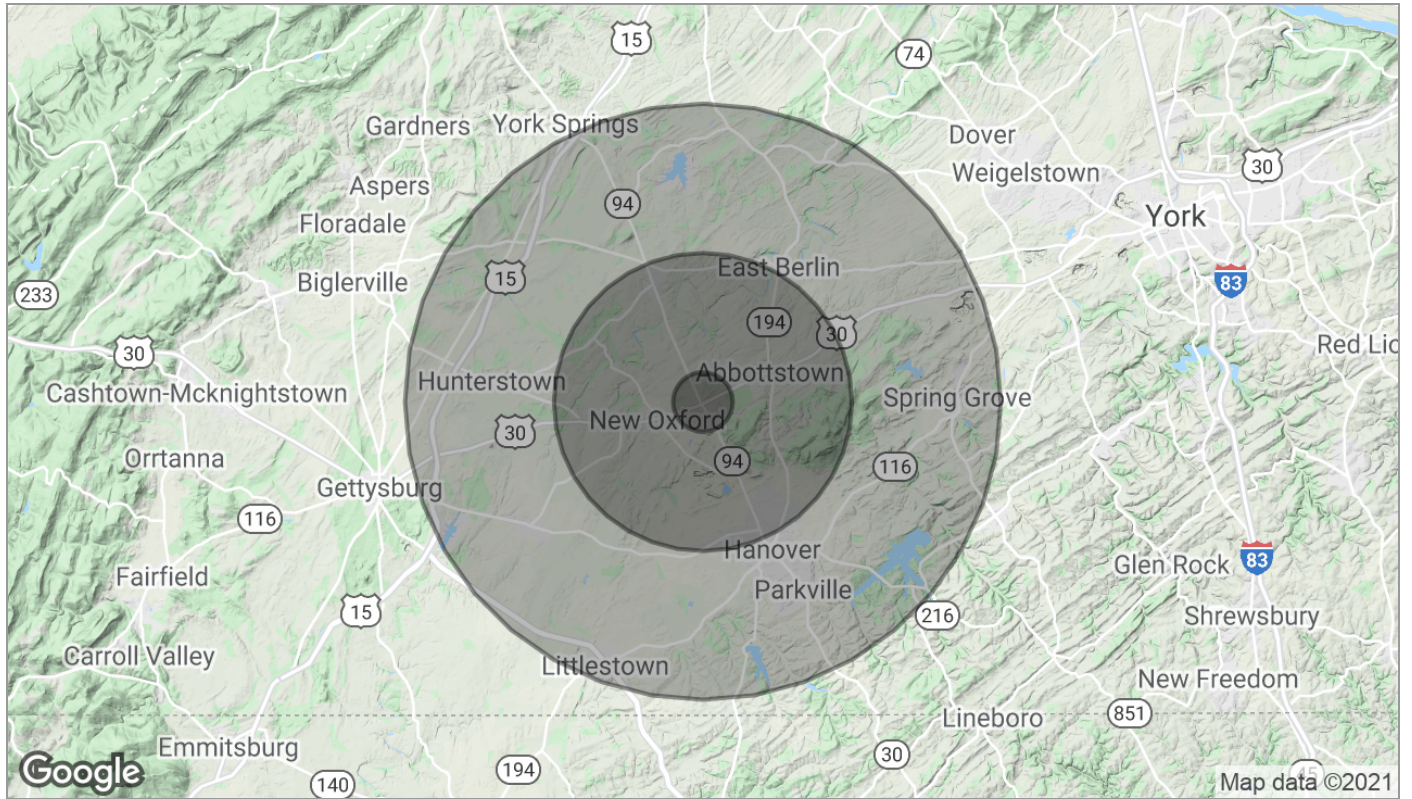 15
74
Gardners
York Springs
Dover
Weigelstown
30
Aspers
94
Floradale
York
Biglerville
15
East Berlin
83
233
194
30
30
Red Lio
Cashtown-Mcknightstown
Hunterstown
Abbottstown
Spring Grove
New Oxford
30
Orrtanna
94
116
Gettysburg
116
Hanover
Glen Rock
83
Fairfield
Parkville
15
216
Shrewsbury
Carroll Valley
Littlestown
New Freedom
Lineboro
851
Emmitsburg
30
Google
140
194
45
Map data ©2021